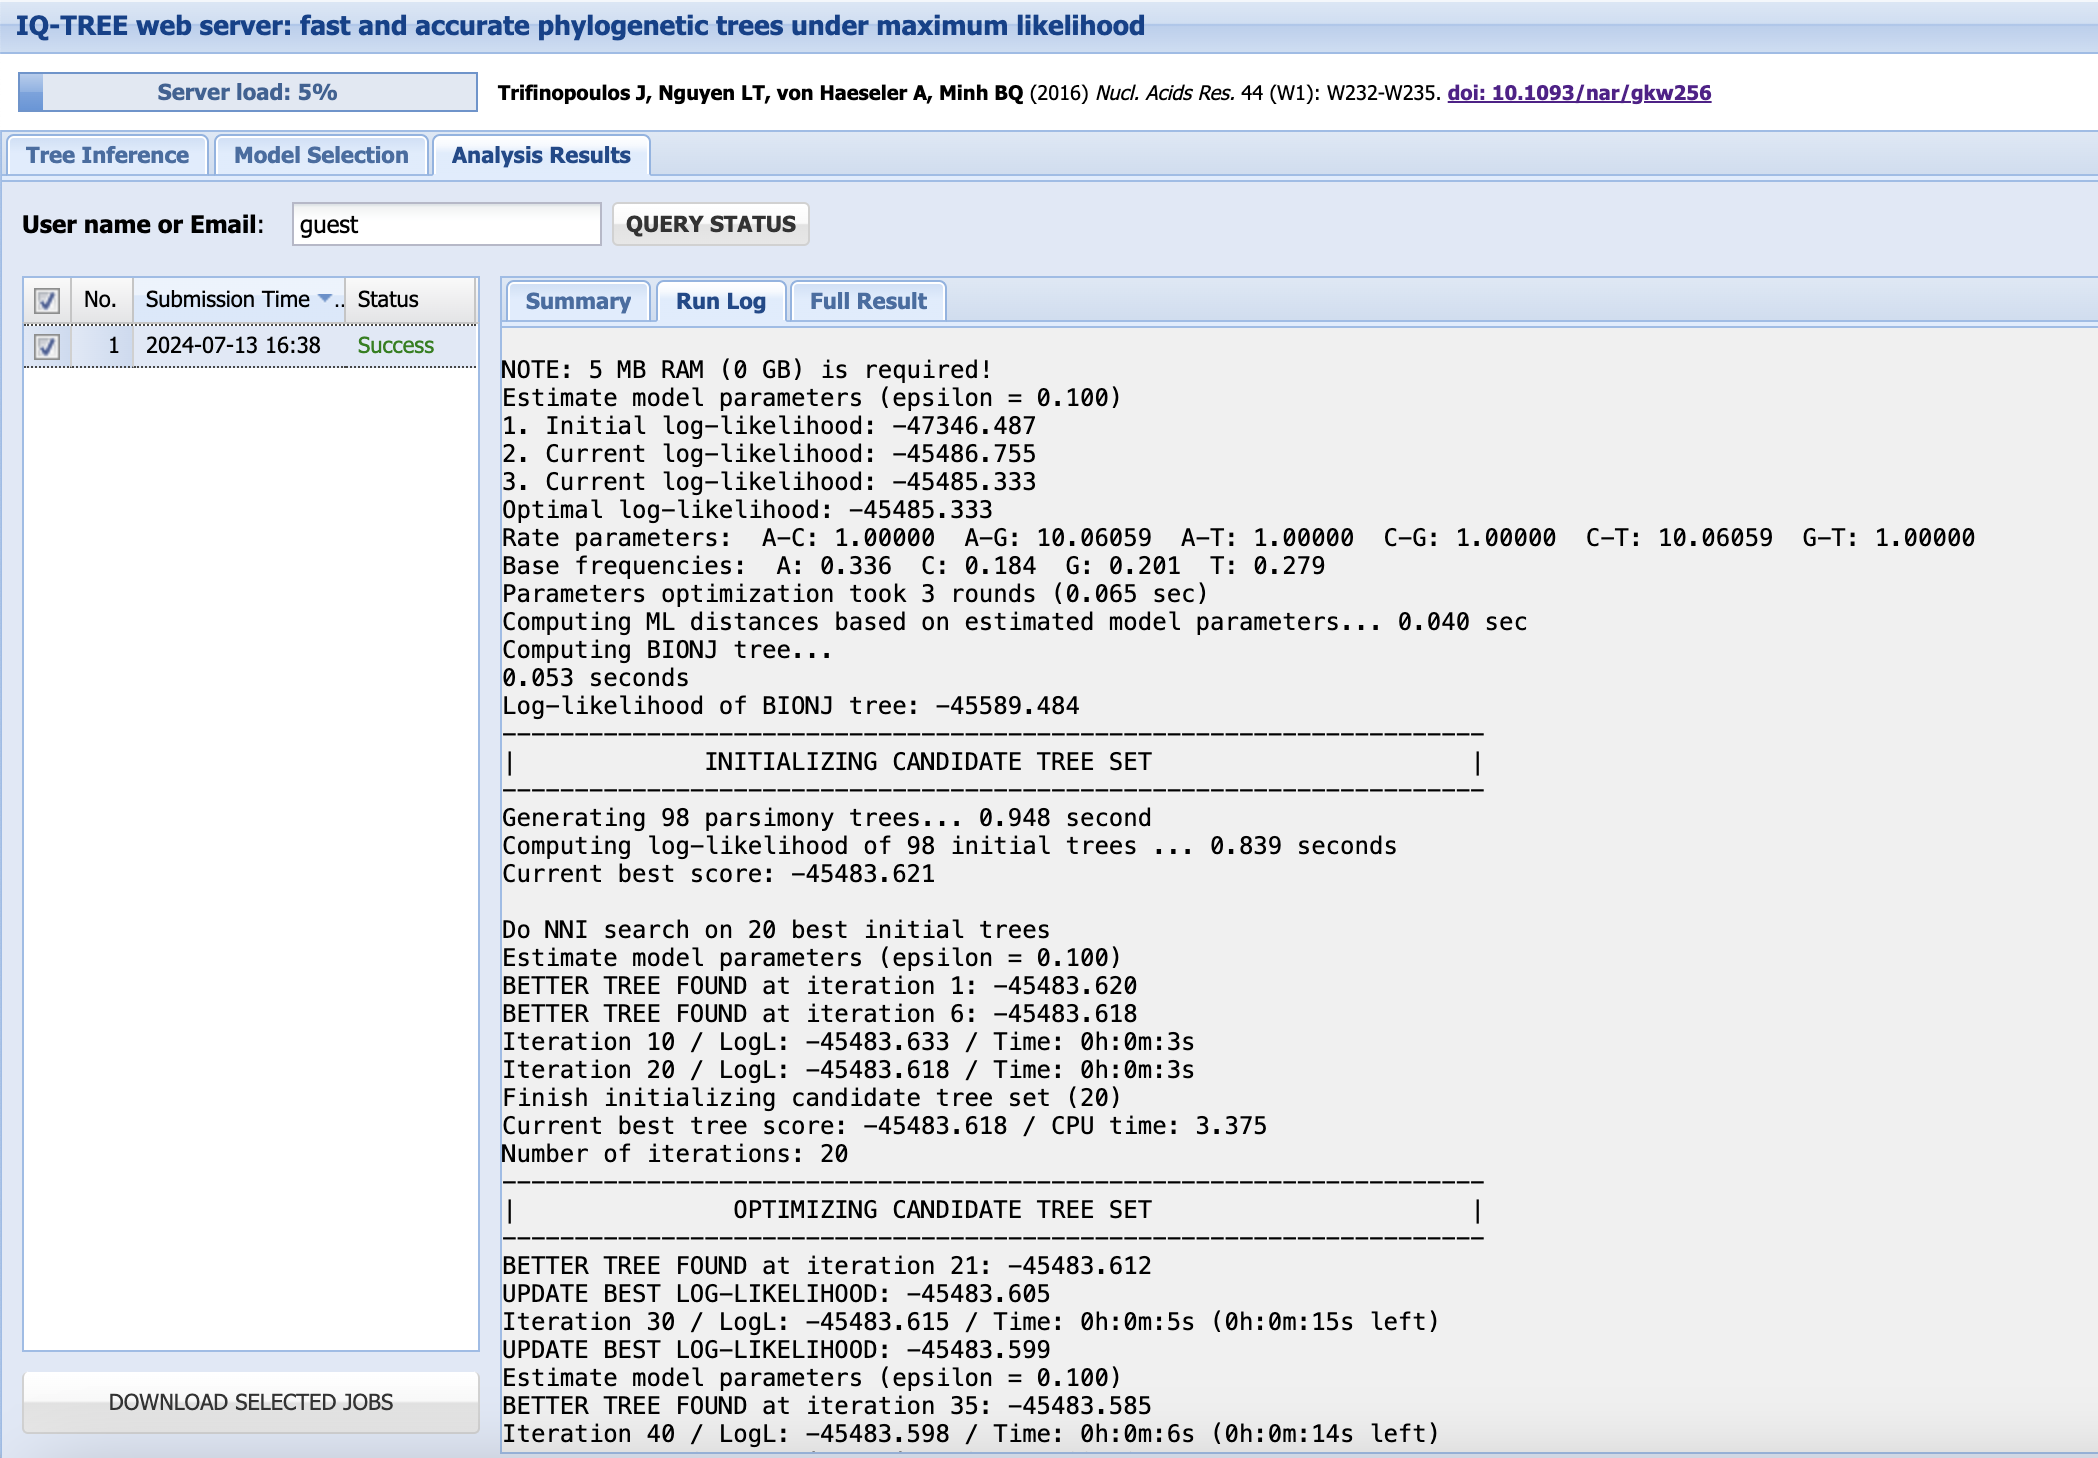 IQ-TREE web server: fast and accurate phylogenetic trees under maximum likelihood
Server load: 5%
Trifinopoulos J, Nguyen LT, von Haeseler A, Minh BQ (2016) Nucl. Acids Res. 44 (W1): W232-W235. doi: 10.1093/nar/gkw256
Tree Inference
Model Selection
Analysis Results
User name or Email:
guest
QUERY STATUS
No.
Submission Time ..
Status
1
2024-07-13 16:38
Success
DOWNLOAD SELECTED JOBS
Summary
Run Log
Full Result
NOTE: 5 MB RAM (0 GB) is required!
Estimate model parameters (epsilon = 0.100)
1. Initial log-likelihood: -47346.487
2. Current log-likelihood: -45486.755
3. Current log-likelihood: -45485.333
Optimal log-likelihood: -45485.333
Rate parameters:  A-C: 1.00000  A-G: 10.06059  A-T: 1.00000  C-G: 1.00000  C-T: 10.06059  G-T: 1.00000
Base frequencies:  A: 0.336  C: 0.184  G: 0.201  T: 0.279
Parameters optimization took 3 rounds (0.065 sec)
Computing ML distances based on estimated model parameters... 0.040 sec
Computing BIONJ tree...
0.053 seconds
Log-likelihood of BIONJ tree: -45589.484
--------------------------------------------------------------------
|             INITIALIZING CANDIDATE TREE SET                      |
--------------------------------------------------------------------
Generating 98 parsimony trees... 0.948 second
Computing log-likelihood of 98 initial trees ... 0.839 seconds
Current best score: -45483.621
Do NNI search on 20 best initial trees
Estimate model parameters (epsilon = 0.100)
BETTER TREE FOUND at iteration 1: -45483.620
BETTER TREE FOUND at iteration 6: -45483.618
Iteration 10 / LogL: -45483.633 / Time: 0h:0m:3s
Iteration 20 / LogL: -45483.618 / Time: 0h:0m:3s
Finish initializing candidate tree set (20)
Current best tree score: -45483.618 / CPU time: 3.375
Number of iterations: 20
--------------------------------------------------------------------
|               OPTIMIZING CANDIDATE TREE SET                      |
--------------------------------------------------------------------
BETTER TREE FOUND at iteration 21: -45483.612
UPDATE BEST LOG-LIKELIHOOD: -45483.605
Iteration 30 / LogL: -45483.615 / Time: 0h:0m:5s (0h:0m:15s left)
UPDATE BEST LOG-LIKELIHOOD: -45483.599
Estimate model parameters (epsilon = 0.100)
BETTER TREE FOUND at iteration 35: -45483.585
Iteration 40 / LogL: -45483.598 / Time: 0h:0m:6s (0h:0m:14s left)